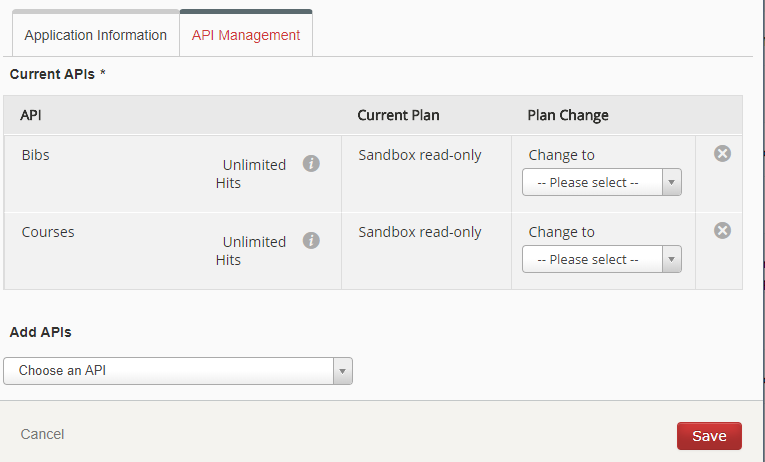 Application Information API Management
Current APIs *
API Current Plan Plan Change
Bibs Unlimited Hits Sandbox read-only Change to
-- Please select --
Courses Unlimited Hits Sandbox read-only Change to
-- Please select --
Add APIs
Choose an API
Cancel Save